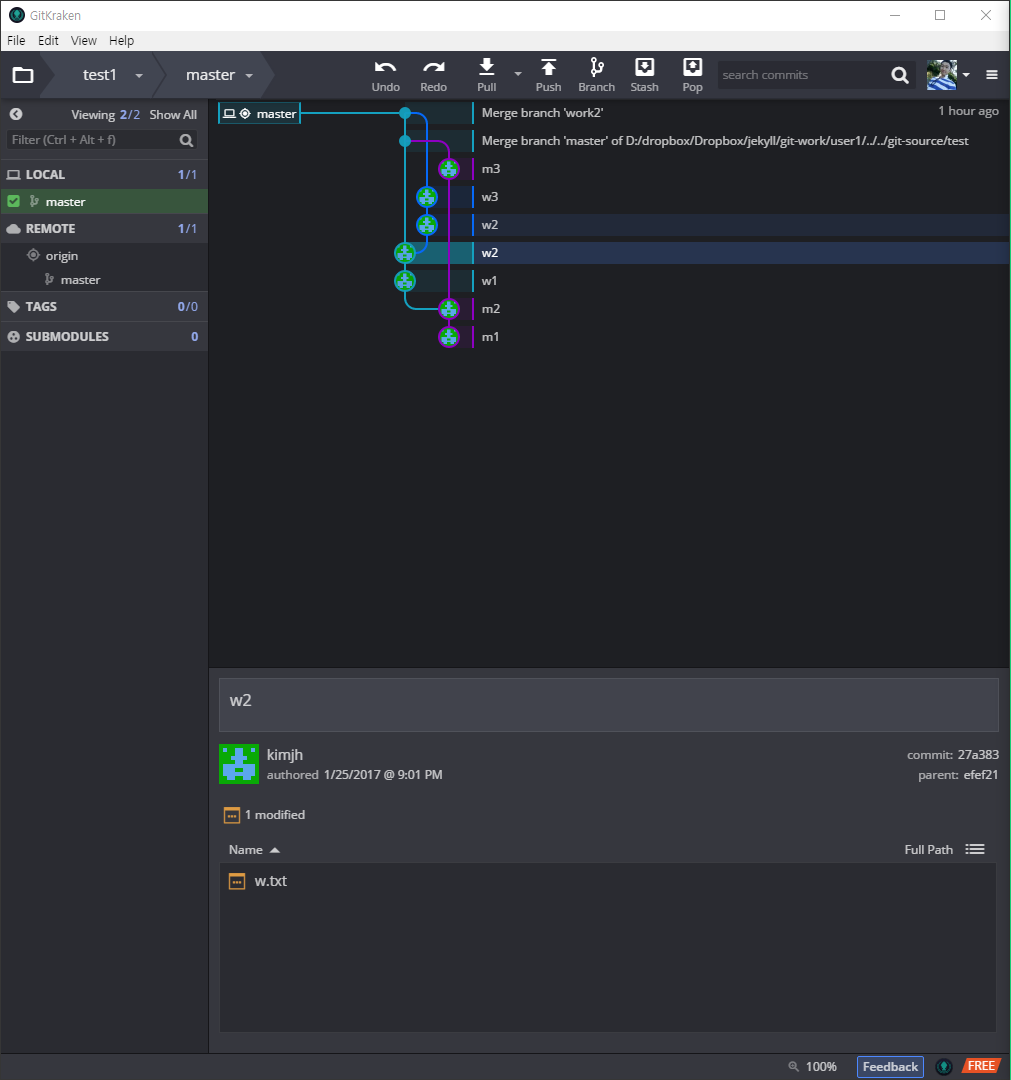 GitKraken
File Edit View Help
test1 master Undo Redo Pull Push Branch Stash Pop search commits
Viewing 2/2 Show All
Filter (Ctrl + Alt + f)
LOCAL 1/1
master
REMOTE 1/1
origin
master
TAGS 0/0
SUBMODULES 0
master Merge branch 'work2' 1 hour ago
Merge branch 'master' of D:/dropbox/Dropbox/jekyll/git-work/user1/../../git-source/test
m3
w3
w2
w2
w1
m2
m1
w2
kimjh
authored 1/25/2017 @ 9:01 PM
commit: 27a383
parent: efef21
1 modified
Name Full Path
w.txt
100% Feedback FREE